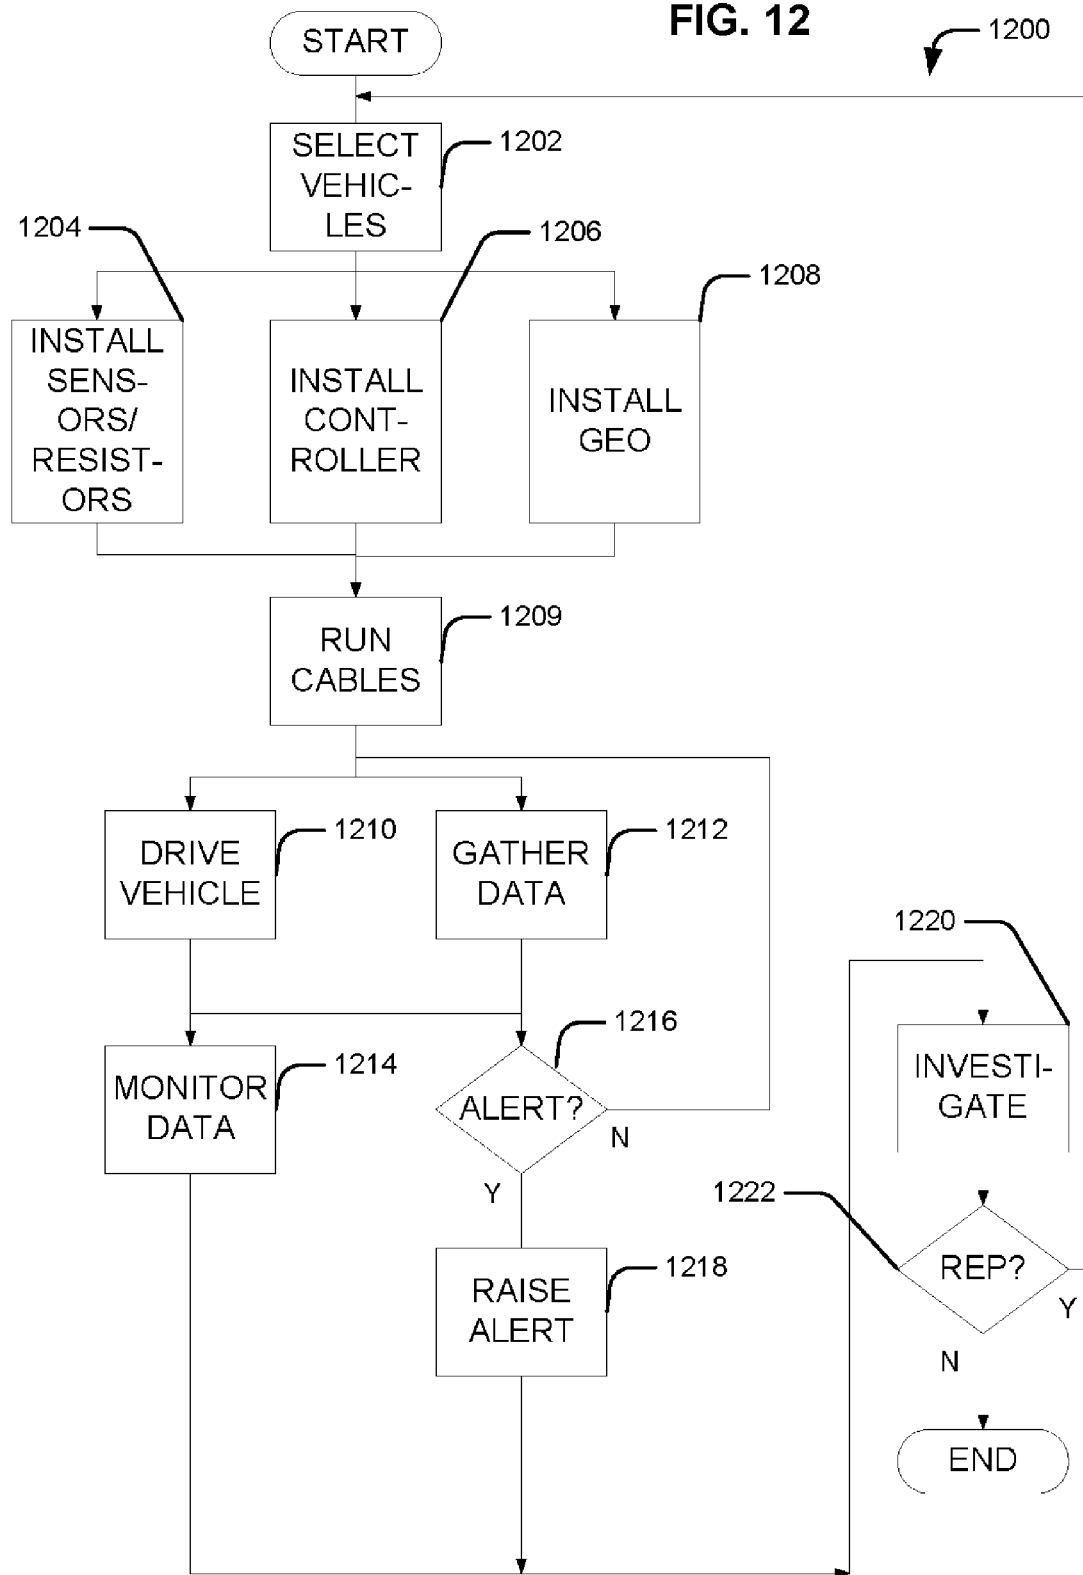 FIG. 12
START
1200
SELECT
VEHIC-
LES
1202
1204
1206
1208
INSTALL
SENS-
ORS/
RESIST-
ORS
INSTALL
CONT-
ROLLER
INSTALL
GEO
RUN
CABLES
1209
DRIVE
VEHICLE
1210
GATHER
DATA
1212
MONITOR
DATA
1214
ALERT?
1216
N
Y
RAISE
ALERT
1218
1220
INVESTI-
GATE
1222
REP?
Y
N
END